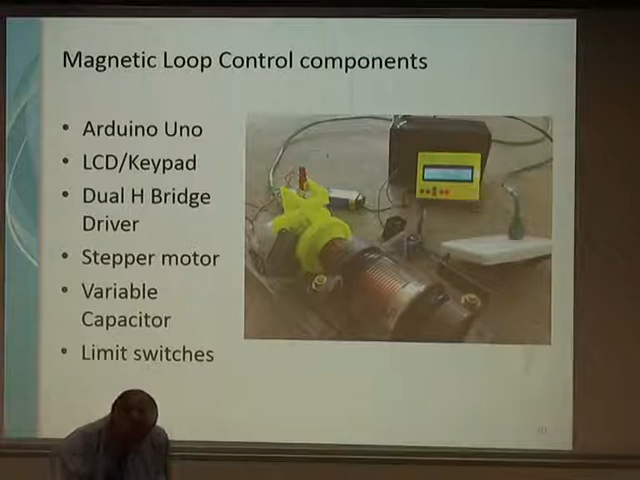 Magnetic Loop Control components
• Arduino Uno
• LCD/Keypad
• Dual H Bridge
Driver
• Stepper motor
• Variable
Capacitor
• Limit switches